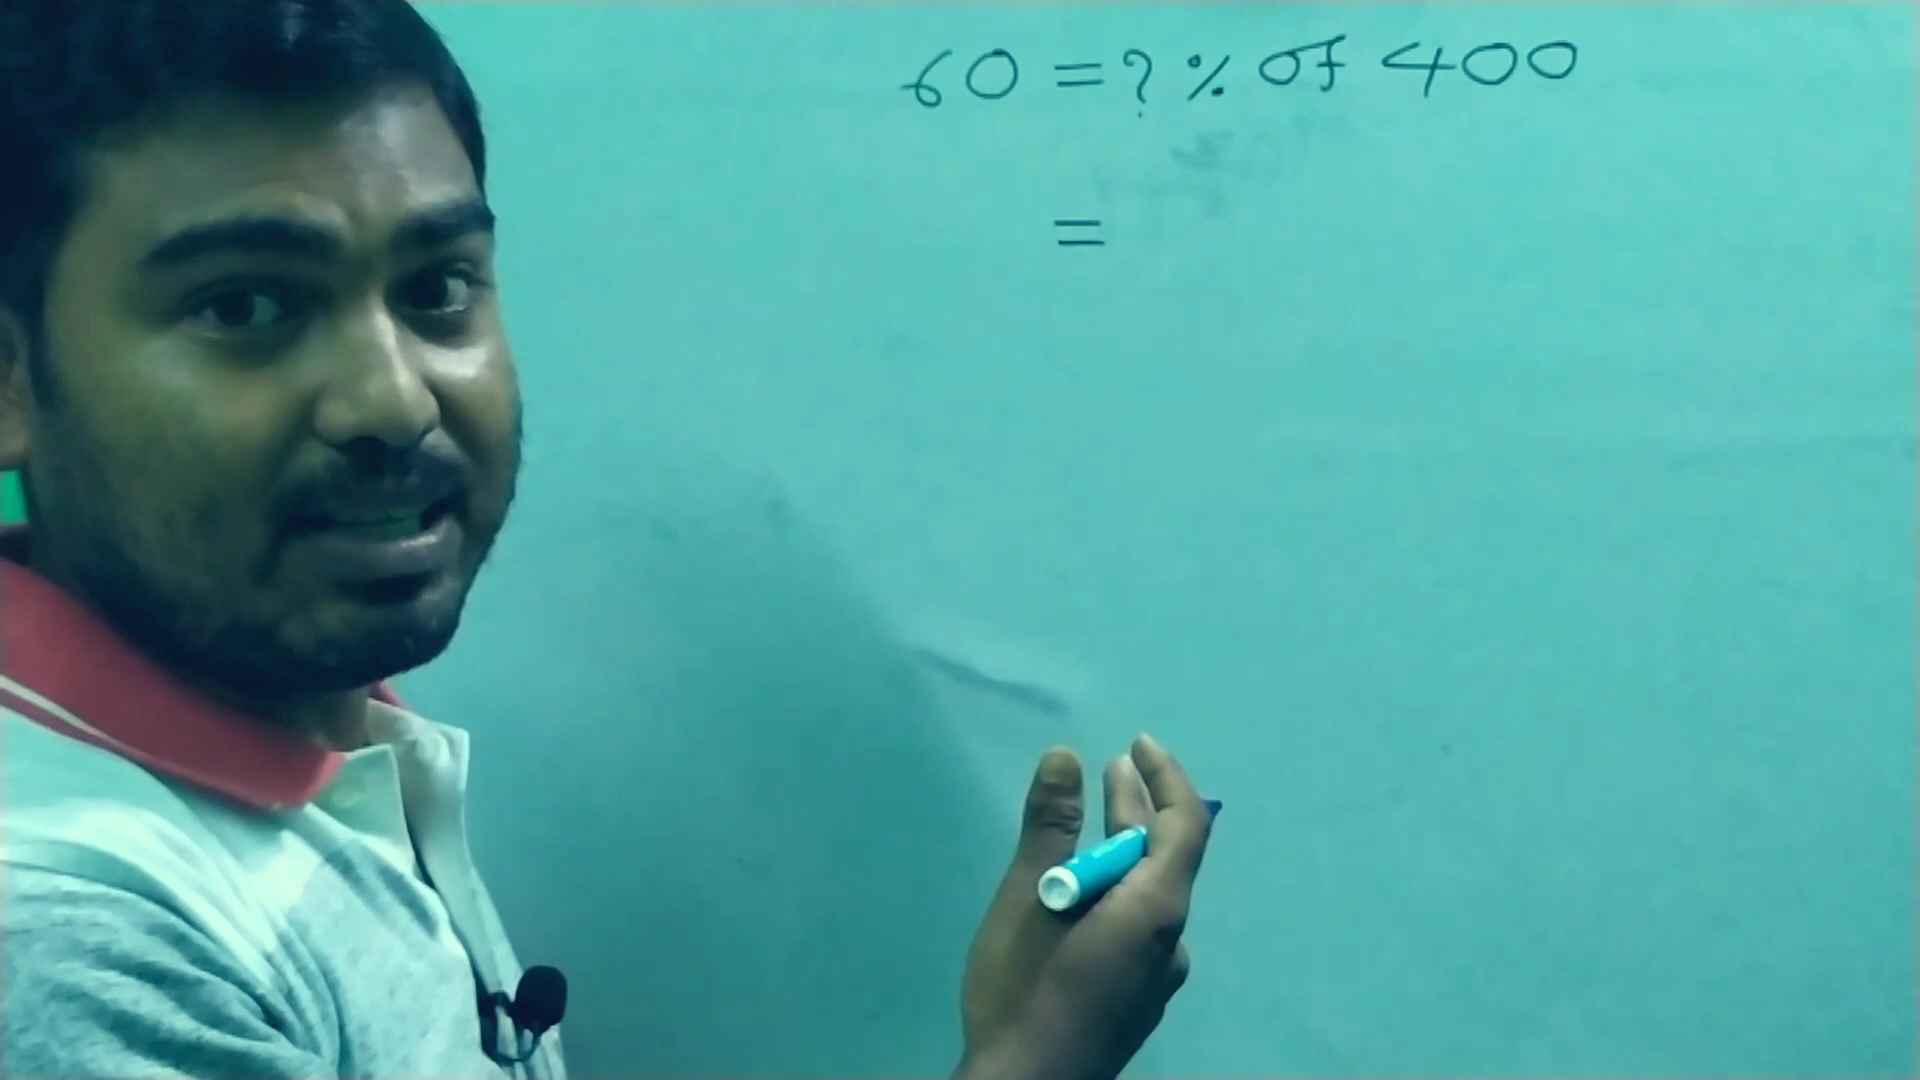 60 = ? % of 400
=